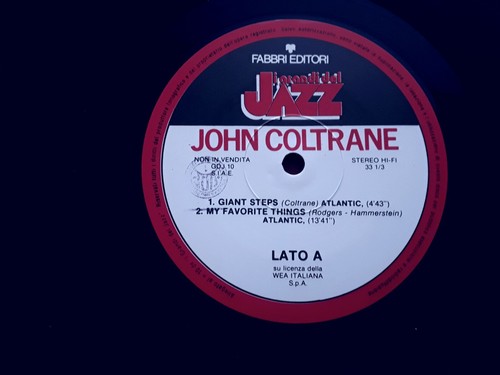 FABBRI EDITORI
i grandi del
JAZZ
JOHN COLTRANE
NON IN VENDITA
GDJ 10
S.I.A.E.
STEREO HI-FI
33 1/3
1. GIANT STEPS (Coltrane) ATLANTIC, (4'43")
2. MY FAVORITE THINGS (Rodgers - Hammerstein)
ATLANTIC, (13'41")
LATO A
su licenza della
WEA ITALIANA
S.p.A.